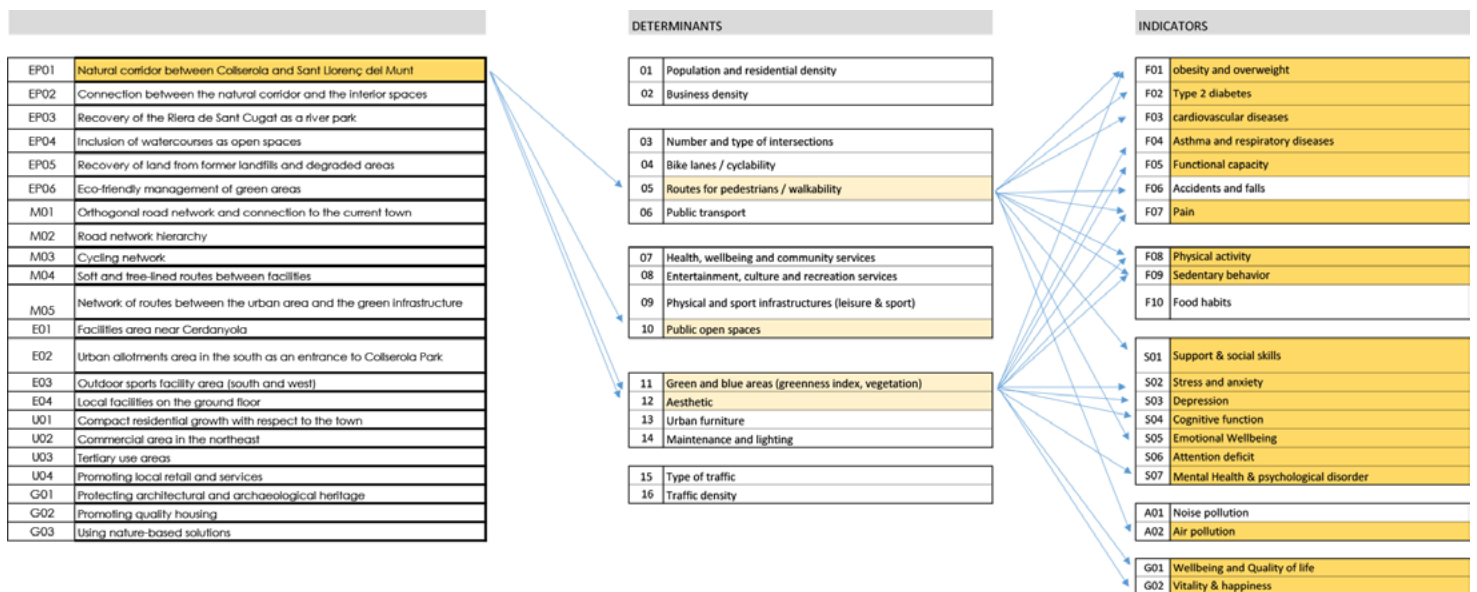 DETERMINANTS
INDICATORS
EP01 Natural corridor between Collserola and Sant Llorenç del Munt
EP02 Connection between the natural corridor and the interior spaces
EP03 Recovery of the Riera de Sant Cugat as a river park
EP04 Inclusion of watercourses as open spaces
EP05 Recovery of land from former landfills and degraded areas
EP06 Eco-friendly management of green areas
M01 Orthogonal road network and connection to the current town
M02 Road network hierarchy
M03 Cycling network
M04 Soft and tree-lined routes between facilities
M05 Network of routes between the urban area and the green infrastructure
E01 Facilities area near Cerdanyola
E02 Urban allotments area in the south as an entrance to Collserola Park
E03 Outdoor sports facility area (south and west)
E04 Local facilities on the ground floor
U01 Compact residential growth with respect to the town
U02 Commercial area in the northeast
U03 Tertiary use areas
U04 Promoting local retail and services
G01 Protecting architectural and archaeological heritage
G02 Promoting quality housing
G03 Using nature-based solutions
01 Population and residential density
02 Business density
03 Number and type of intersections
04 Bike lanes / cyclability
05 Routes for pedestrians / walkability
06 Public transport
07 Health, wellbeing and community services
08 Entertainment, culture and recreation services
09 Physical and sport infrastructures (leisure & sport)
10 Public open spaces
11 Green and blue areas (greenness index, vegetation)
12 Aesthetic
13 Urban furniture
14 Maintenance and lighting
15 Type of traffic
16 Traffic density
F01 obesity and overweight
F02 Type 2 diabetes
F03 cardiovascular diseases
F04 Asthma and respiratory diseases
F05 Functional capacity
F06 Accidents and falls
F07 Pain
F08 Physical activity
F09 Sedentary behavior
F10 Food habits
S01 Support & social skills
S02 Stress and anxiety
S03 Depression
S04 Cognitive function
S05 Emotional Wellbeing
S06 Attention deficit
S07 Mental Health & psychological disorder
A01 Noise pollution
A02 Air pollution
G01 Wellbeing and Quality of life
G02 Vitality & happiness